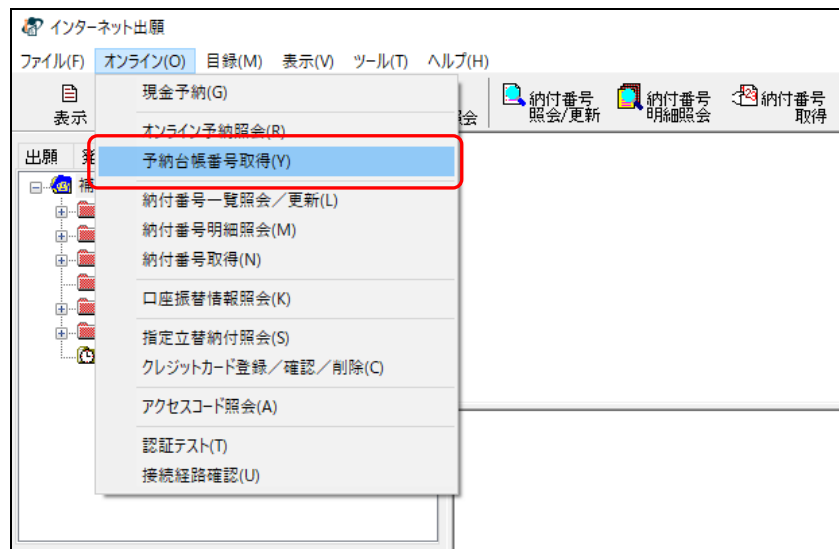 インターネット出願
ファイル(F) オンライン(O) 目録(M) 表示(V) ツール(T) ヘルプ(H)
表示
会
納付番号
照会/更新
納付番号
明細照会
納付番号
取得
出願
現金予納(G)
オンライン予納照会(R)
予納台帳番号取得(Y)
納付番号一覧照会／更新(L)
納付番号明細照会(M)
納付番号取得(N)
口座振替情報照会(K)
指定立替納付照会(S)
クレジットカード登録／確認／削除(C)
アクセスコード照会(A)
認証テスト(T)
接続経路確認(U)